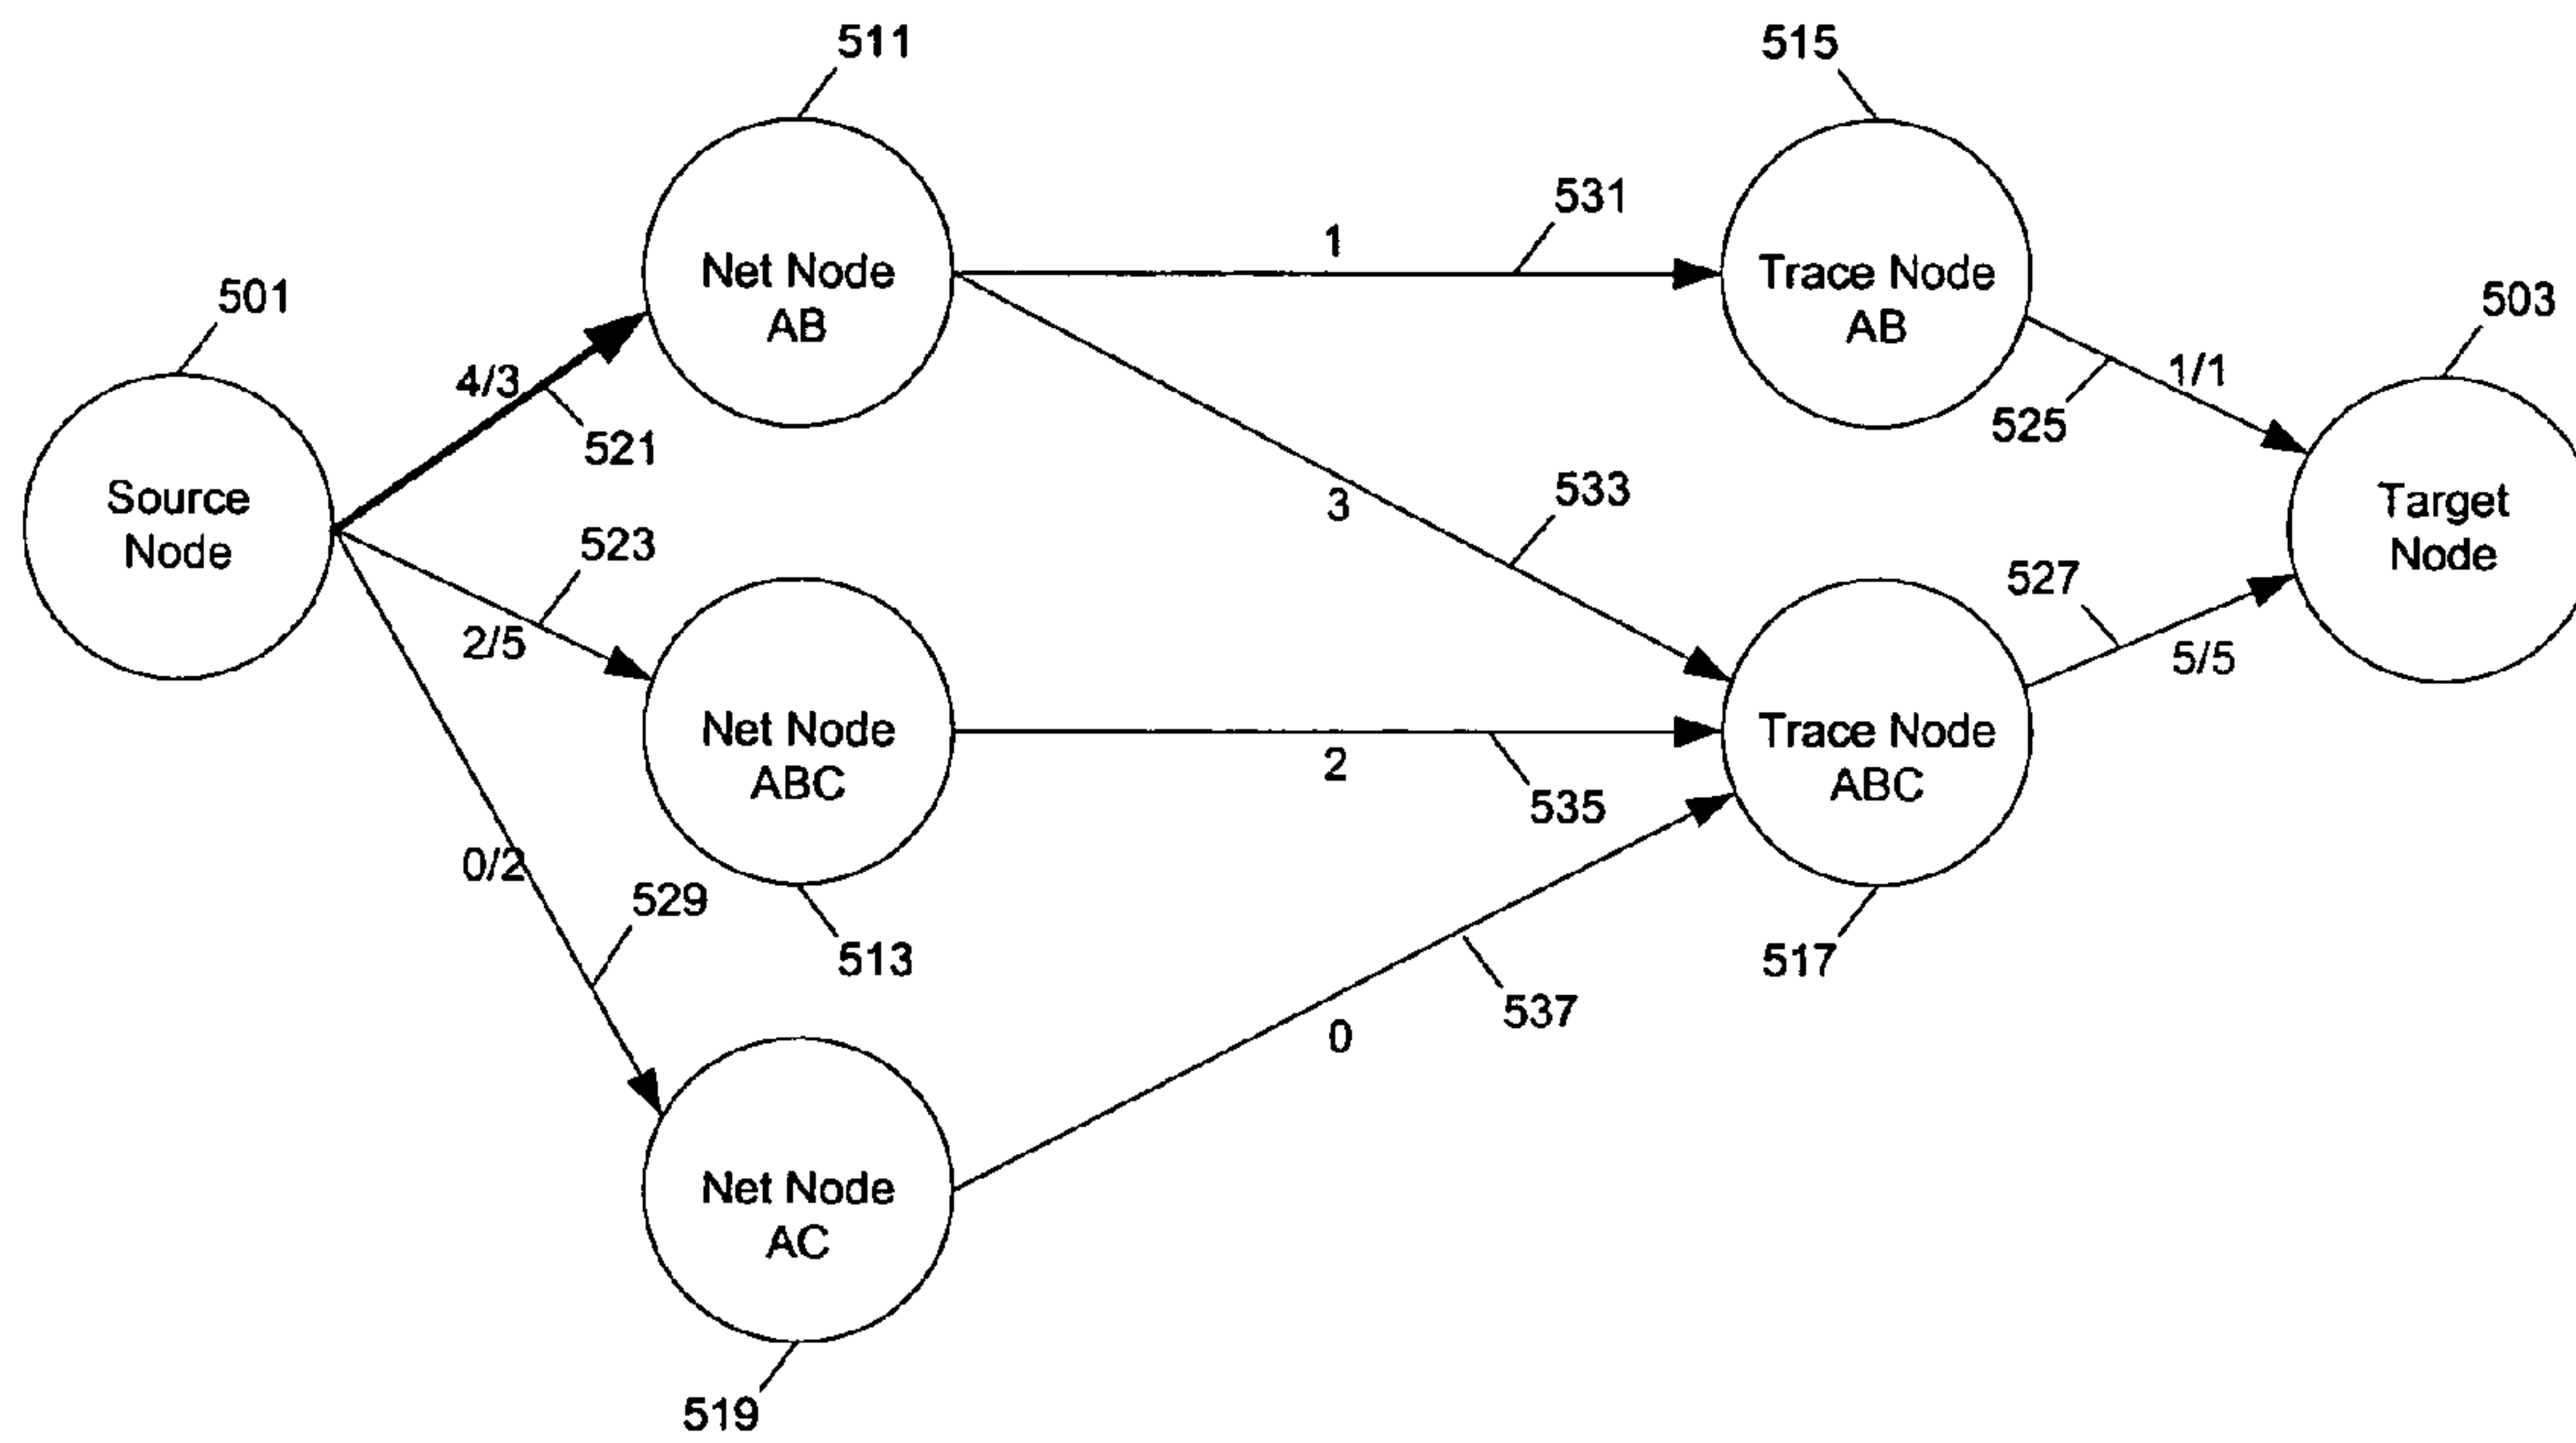 511
515
531
1
501
Net Node
AB
Trace Node
AB
503
4/3
521
1/1
525
3
533
Source
Node
Target
Node
523
527
2/5
5/5
Net Node
ABC
2
535
Trace Node
ABC
0/2
529
513
517
537
0
Net Node
AC
519